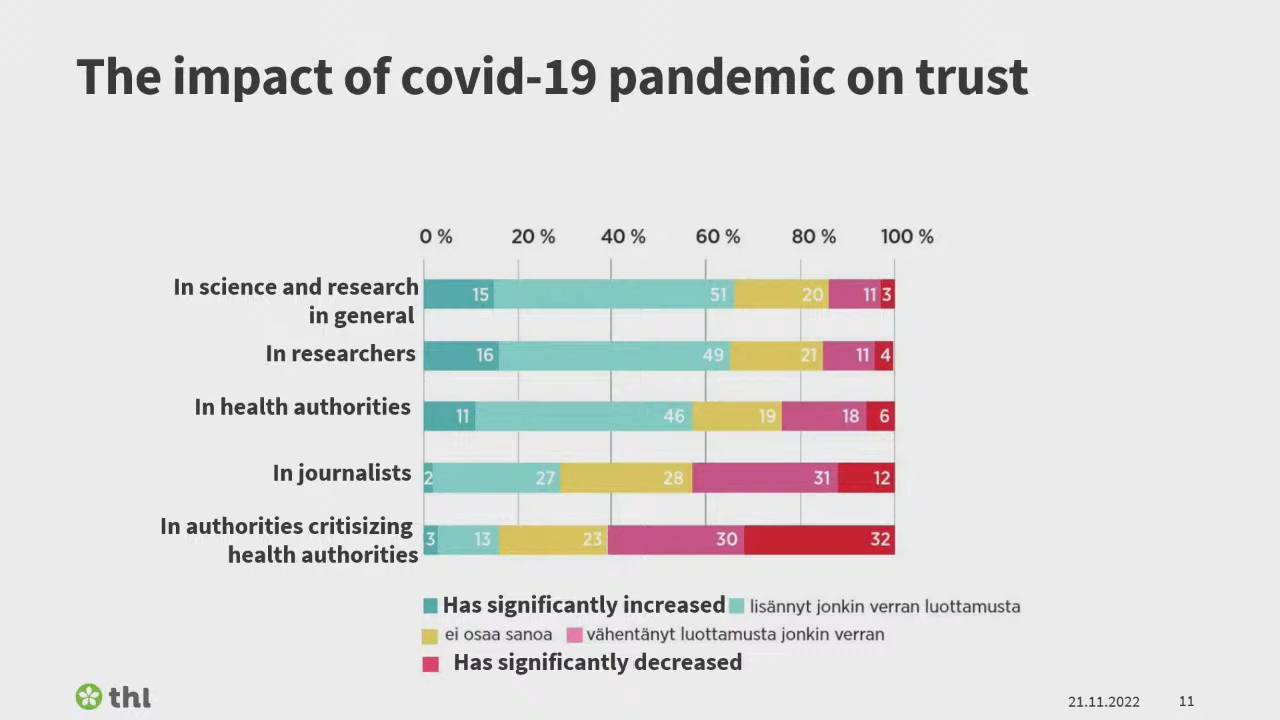 The impact of covid-19 pandemic on trust
0 % 20 % 40 % 60 % 80 % 100 %
In science and research
in general
15 51 20 11 3
In researchers 16 49 21 11 4
In health authorities 11 46 19 18 6
In journalists 2 27 28 31 12
In authorities critisizing
health authorities
3 13 23 30 32
Has significantly increased lisännyt jonkin verran luottamusta
ei osaa sanoa vähentänyt luottamusta jonkin verran
Has significantly decreased
thl 21.11.2022 11